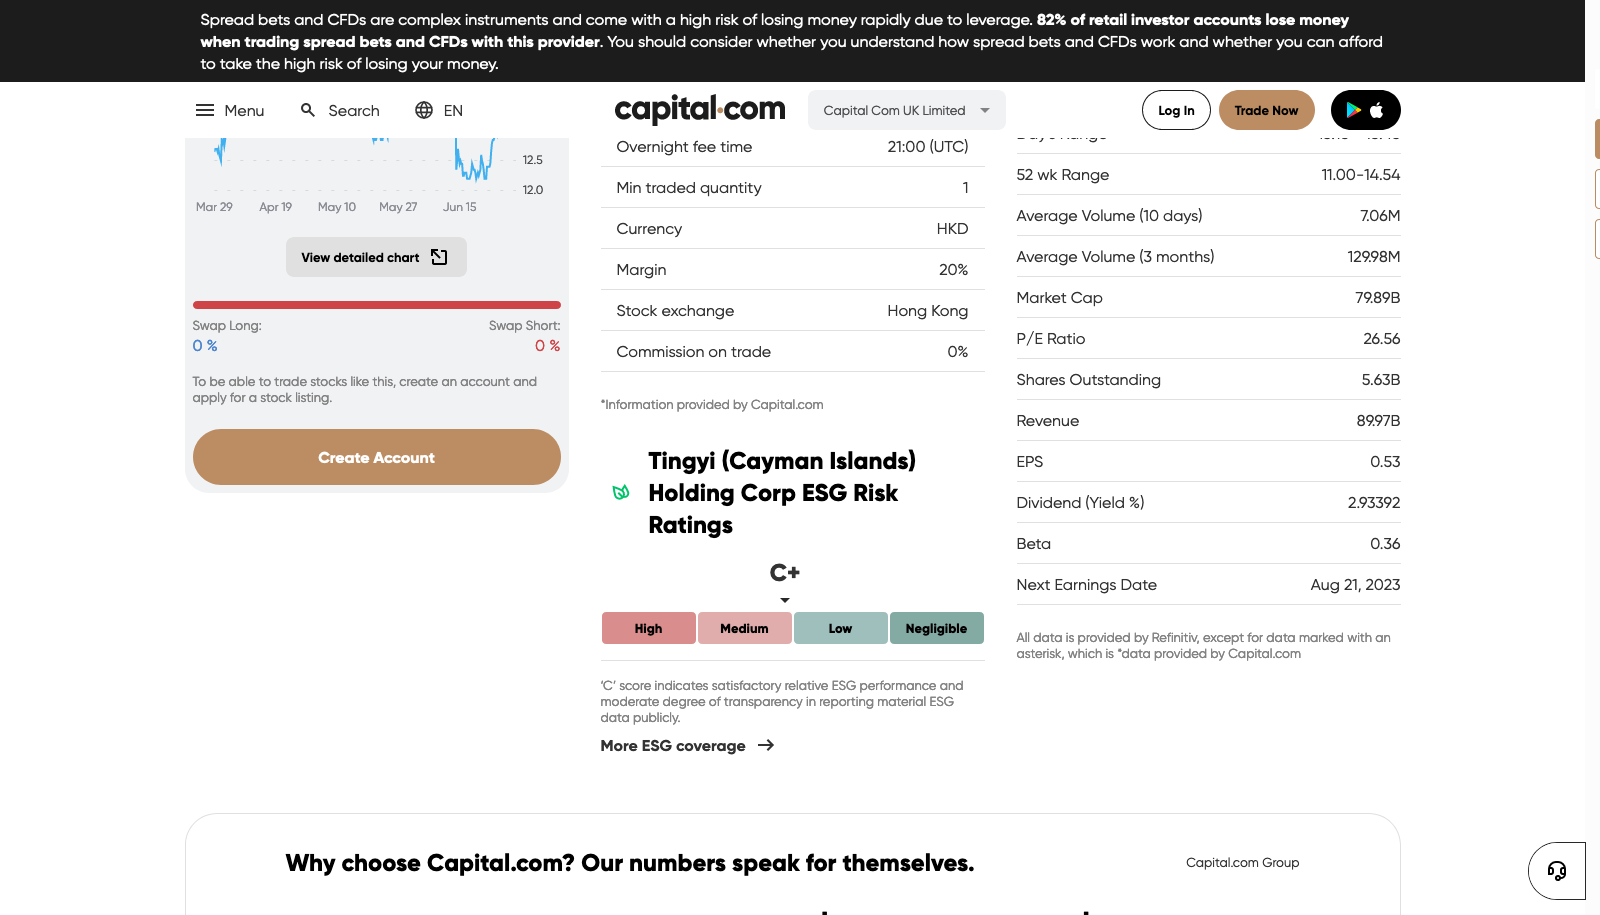 Spread bets and CFDs are complex instruments and come with a high risk of losing money rapidly due to leverage. 82% of retail investor accounts lose money
when trading spread bets and CFDs with this provider. You should consider whether you understand how spread bets and CFDs work and whether you can afford
to take the high risk of losing your money.
Menu
Search
EN
capital.com
Capital Com UK Limited
Log In
Trade Now
12.5
12.0
Mar 29
Apr 19
May 10
May 27
Jun 15
View detailed chart
Swap Long:
Swap Short:
0 %
0 %
To be able to trade stocks like this, create an account and
apply for a stock listing.
Create Account
Overnight fee time 21:00 (UTC)
Min traded quantity 1
Currency HKD
Margin 20%
Stock exchange Hong Kong
Commission on trade 0%
*Information provided by Capital.com
Tingyi (Cayman Islands)
Holding Corp ESG Risk
Ratings
C+
High
Medium
Low
Negligible
'C' score indicates satisfactory relative ESG performance and
moderate degree of transparency in reporting material ESG
data publicly.
More ESG coverage
Day's Range
52 wk Range 11.00-14.54
Average Volume (10 days) 7.06M
Average Volume (3 months) 129.98M
Market Cap 79.89B
P/E Ratio 26.56
Shares Outstanding 5.63B
Revenue 89.97B
EPS 0.53
Dividend (Yield %) 2.93392
Beta 0.36
Next Earnings Date Aug 21, 2023
All data is provided by Refinitiv, except for data marked with an
asterisk, which is *data provided by Capital.com
Why choose Capital.com? Our numbers speak for themselves.
Capital.com Group